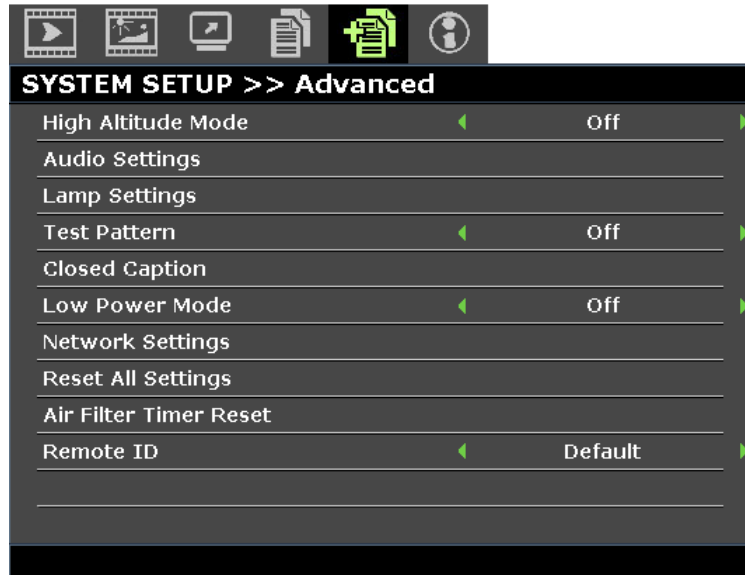 SYSTEM SETUP >> Advanced
High Altitude Mode Off
Audio Settings
Lamp Settings
Test Pattern Off
Closed Caption
Low Power Mode Off
Network Settings
Reset All Settings
Air Filter Timer Reset
Remote ID Default